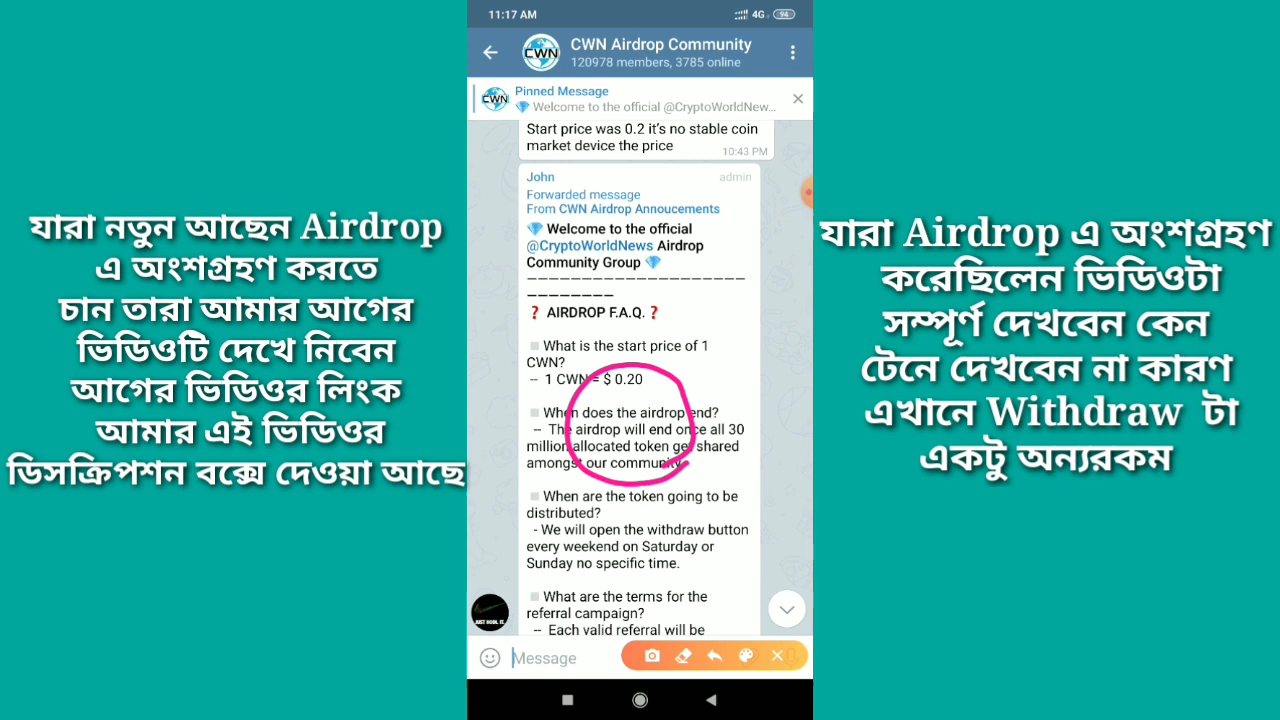 যারা নতুন আছেন Airdrop
এ অংশগ্রহণ করতে
চান তারা আমার আগের
ভিডিওটি দেখে নিবেন
আগের ভিডিওর লিংক
আমার এই ভিডিওর
ডিসক্রিপশন বক্সে দেওয়া আছে
11:17 AM
4G
94
CWN
CWN Airdrop Community
120978 members, 3785 online
CWN
Pinned Message
💎 Welcome to the official @CryptoWorldNew...
Start price was 0.2 it's no stable coin
market device the price
10:43 PM
John admin
Forwarded message
From CWN Airdrop Annoucements
💎 Welcome to the official
@CryptoWorldNews Airdrop
Community Group 💎
— — — — — — — — — — — — — — — — —
— — — — — — — —
❓ AIRDROP F.A.Q. ❓
◽ What is the start price of 1
CWN?
-- 1 CWN = $ 0.20
◽ When does the airdrop end?
-- The airdrop will end once all 30
million allocated token get shared
amongst our community.
◽ When are the token going to be
distributed?
- We will open the withdraw button
every weekend on Saturday or
Sunday no specific time.
◽ What are the terms for the
referral campaign?
-- Each valid referral will be
JUST HODL IT.
Message
যারা Airdrop এ অংশগ্রহণ
করেছিলেন ভিডিওটা
সম্পূর্ণ দেখবেন কেন
টেনে দেখবেন না কারণ
এখানে Withdraw টা
একটু অন্যরকম